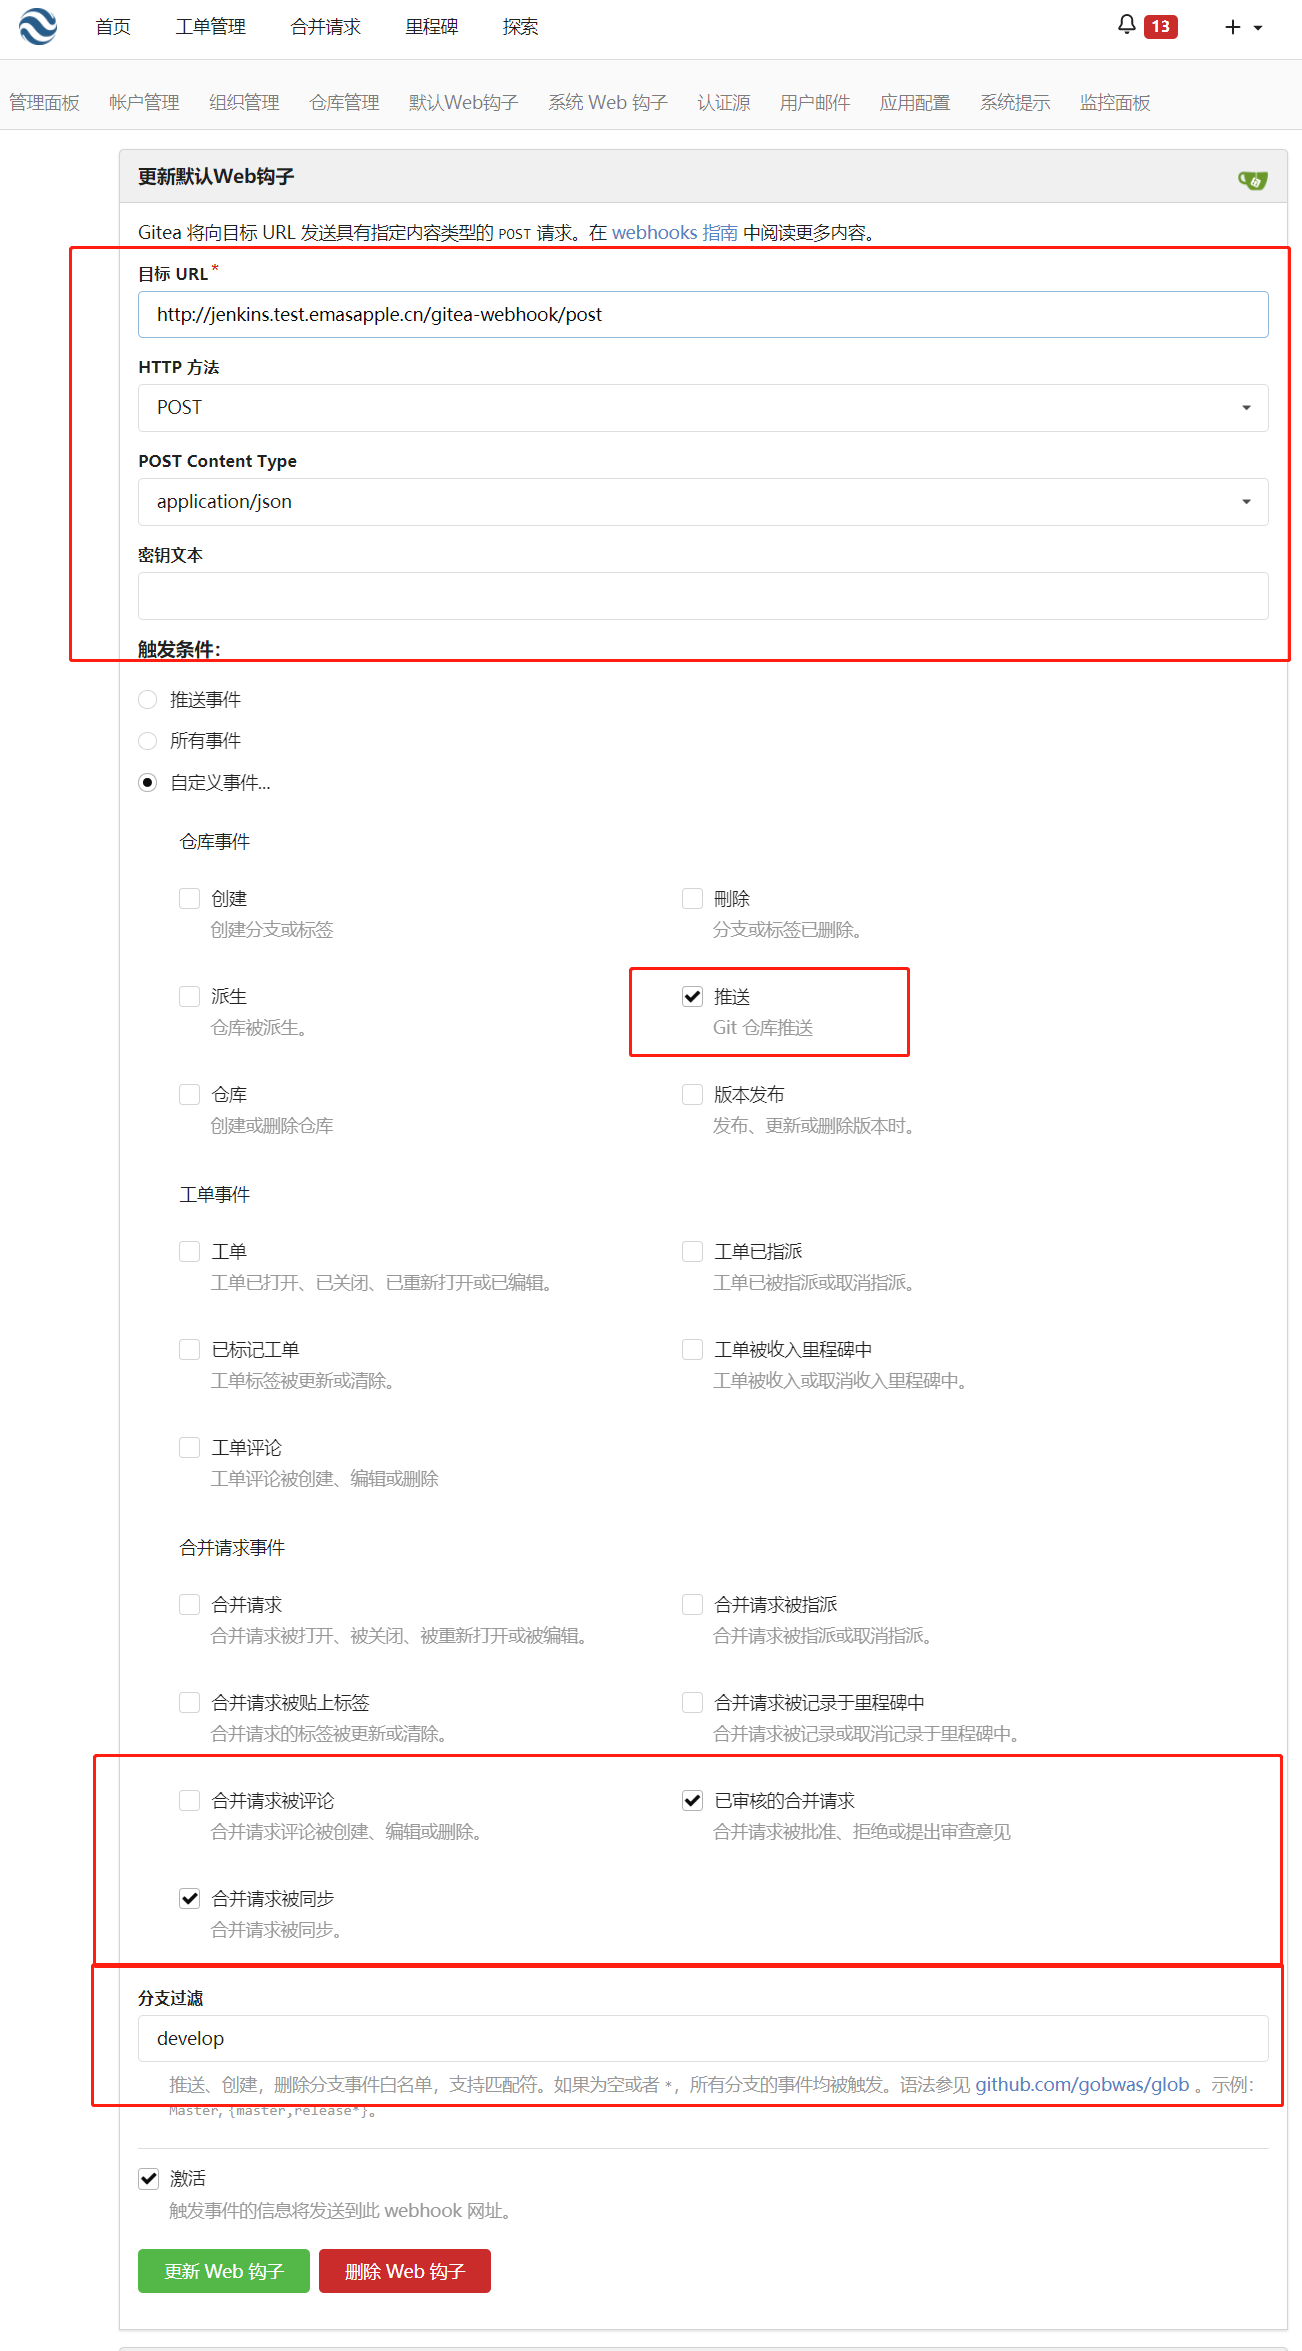 首页 工单管理 合并请求 里程碑 探索 13
管理面板 帐户管理 组织管理 仓库管理 默认Web钩子 系统 Web 钩子 认证源 用户邮件 应用配置 系统提示 监控面板
更新默认Web钩子
Gitea 将向目标 URL 发送具有指定内容类型的 POST 请求。在 webhooks 指南 中阅读更多内容。
目标 URL*
http://jenkins.test.emasapple.cn/gitea-webhook/post
HTTP 方法
POST
POST Content Type
application/json
密钥文本
触发条件：
推送事件
所有事件
自定义事件...
仓库事件
创建 刪除
创建分支或标签 分支或标签已删除。
派生 推送
仓库被派生。 Git 仓库推送
仓库 版本发布
创建或删除仓库 发布、更新或删除版本时。
工单事件
工单 工单已指派
工单已打开、已关闭、已重新打开或已编辑。 工单已被指派或取消指派。
已标记工单 工单被收入里程碑中
工单标签被更新或清除。 工单被收入或取消收入里程碑中。
工单评论
工单评论被创建、编辑或删除
合并请求事件
合并请求 合并请求被指派
合并请求被打开、被关闭、被重新打开或被编辑。 合并请求被指派或取消指派。
合并请求被贴上标签 合并请求被记录于里程碑中
合并请求的标签被更新或清除。 合并请求被记录或取消记录于里程碑中。
合并请求被评论 已审核的合并请求
合并请求评论被创建、编辑或删除。 合并请求被批准、拒绝或提出审查意见
合并请求被同步
合并请求被同步。
分支过滤
develop
推送、创建，删除分支事件白名单，支持匹配符。如果为空或者 *，所有分支的事件均被触发。语法参见 github.com/gobwas/glob 。示例：
Master, {master,release*}。
激活
触发事件的信息将发送到此 webhook 网址。
更新 Web 钩子 删除 Web 钩子